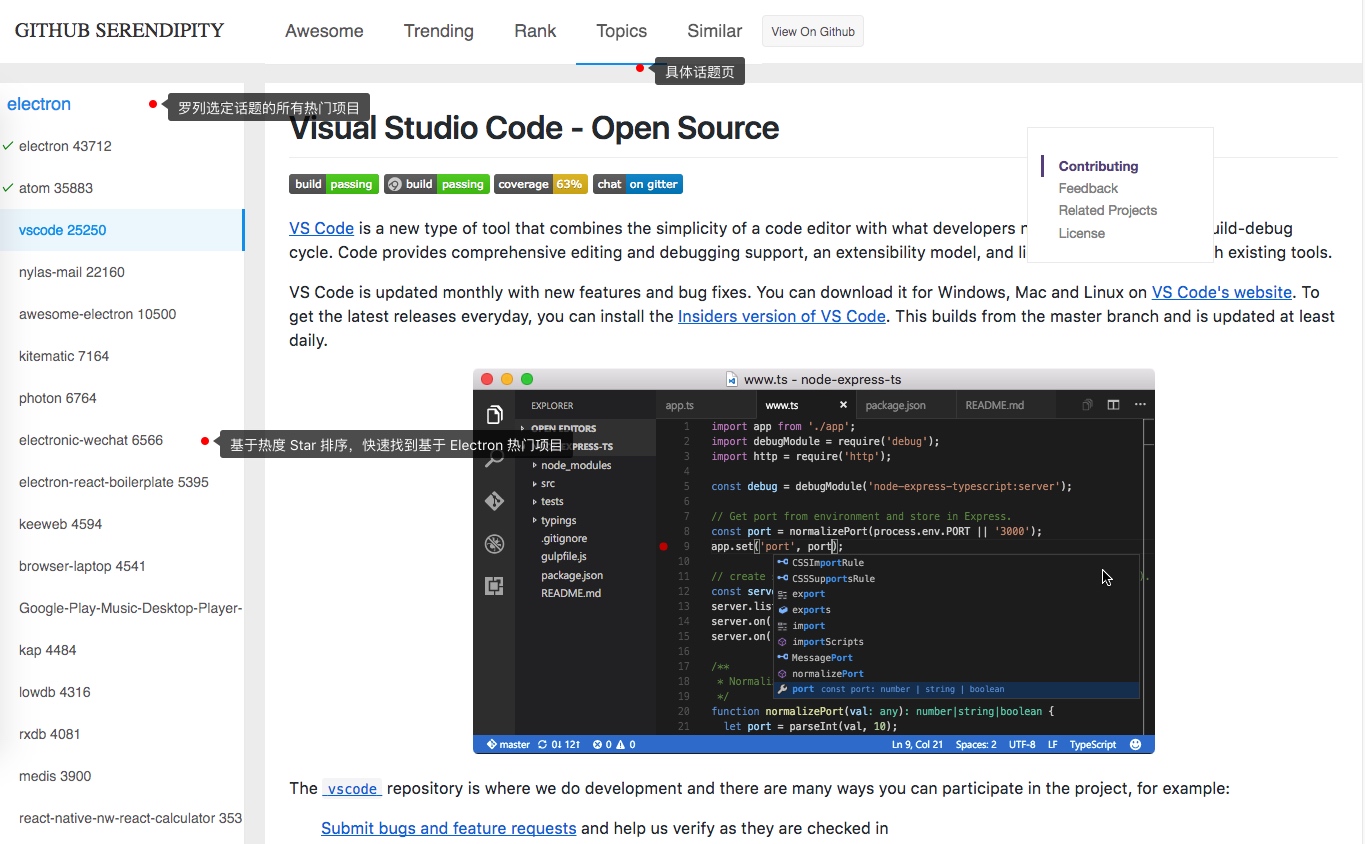 GITHUB SERENDIPITY
Awesome
Trending
Rank
Topics
Similar
View On Github
具体话题页
electron
罗列选定话题的所有热门项目
electron 43712
atom 35883
vscode 25250
nylas-mail 22160
awesome-electron 10500
kitematic 7164
photon 6764
electronic-wechat 6566
基于热度 Star 排序，快速找到基于 Electron 热门项目
electron-react-boilerplate 5395
keeweb 4594
browser-laptop 4541
Google-Play-Music-Desktop-Player-
kap 4484
lowdb 4316
rxdb 4081
medis 3900
react-native-nw-react-calculator 353
Visual Studio Code - Open Source
build passing
build passing
coverage 63%
chat on gitter
Contributing
Feedback
Related Projects
License
VS Code is a new type of tool that combines the simplicity of a code editor with what developers uild-debug
cycle. Code provides comprehensive editing and debugging support, an extensibility model, and h existing tools.
VS Code is updated monthly with new features and bug fixes. You can download it for Windows, Mac and Linux on VS Code's website. To
get the latest releases everyday, you can install the Insiders version of VS Code. This builds from the master branch and is updated at least
daily.
www.ts - node-express-ts
EXPLORER
OPEN EDITORS
EXPRESS-TS
node_modules
src
tests
typings
.gitignore
gulpfile.js
package.json
README.md
app.ts
www.ts
package.json
README.md
1 import app from './app';
2 import debugModule = require('debug');
3 import http = require('http');
4
5 const debug = debugModule('node-express-typescript:server');
6
7 // Get port from environment and store in Express.
8 const port = normalizePort(process.env.PORT || '3000');
9 app.set('port', port);
10
11 // create
12 const serv
13 server.lis
14 server.on(
15 server.on(
16
17 /**
18 * Normali
19 */
20 function normalizePort(val: any): number|string|boolean {
21 let port = parseInt(val, 10);
CSSImportRule
CSSSupportsRule
export
exports
import
importScripts
MessagePort
normalizePort
port const port: number | string | boolean
master 0↓ 12↑ 0 0
Ln 9, Col 21 Spaces: 2 UTF-8 LF TypeScript
The vscode repository is where we do development and there are many ways you can participate in the project, for example:
Submit bugs and feature requests and help us verify as they are checked in